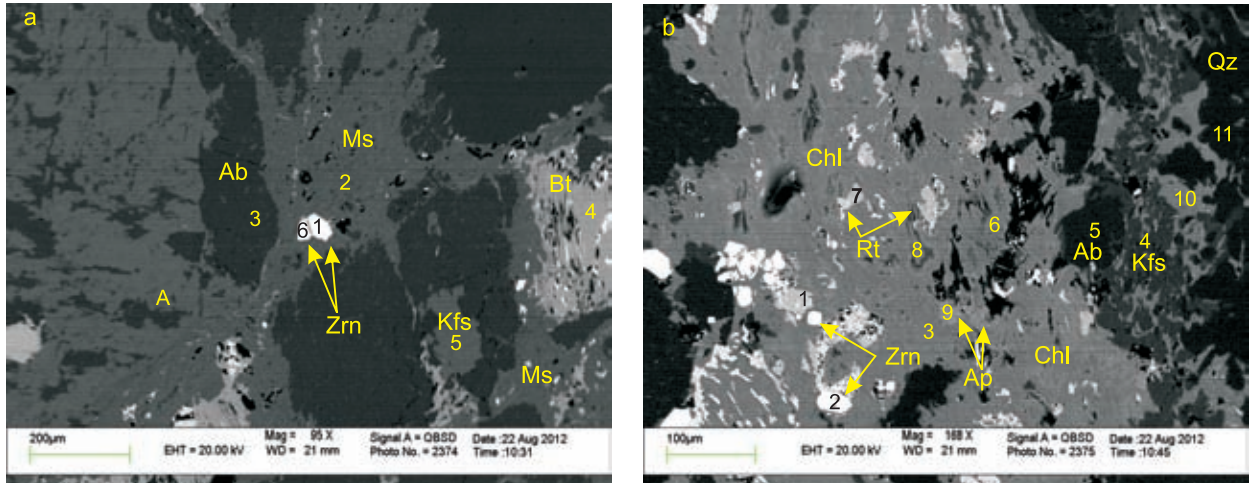 a
Ms
Ab
2
Bt
3
4
6 1
A
Zrn
Kfs
5
Ms
200µm
EHT = 20.00 kV
Mag = 95 X
WD = 21 mm
Signal A = QBSD
Photo No. = 2374
Date :22 Aug 2012
Time :10:31
b
Qz
11
Chl
7
10
6
5
Ab
4
Kfs
Rt
8
1
9
3
Zrn
Ap
Chl
2
100µm
EHT = 20.00 kV
Mag = 168 X
WD = 21 mm
Signal A = QBSD
Photo No. = 2375
Date :22 Aug 2012
Time :10:45